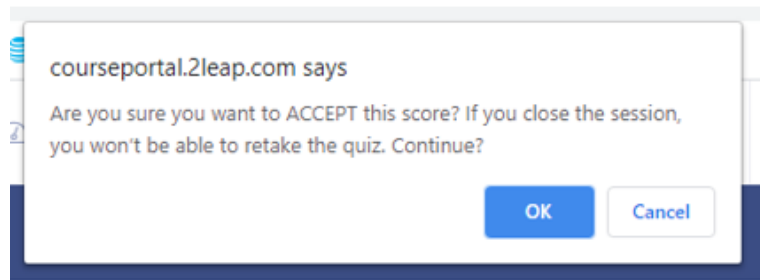 courseportal.2leap.com says
Are you sure you want to ACCEPT this score? If you close the session,
you won't be able to retake the quiz. Continue?
OK
Cancel